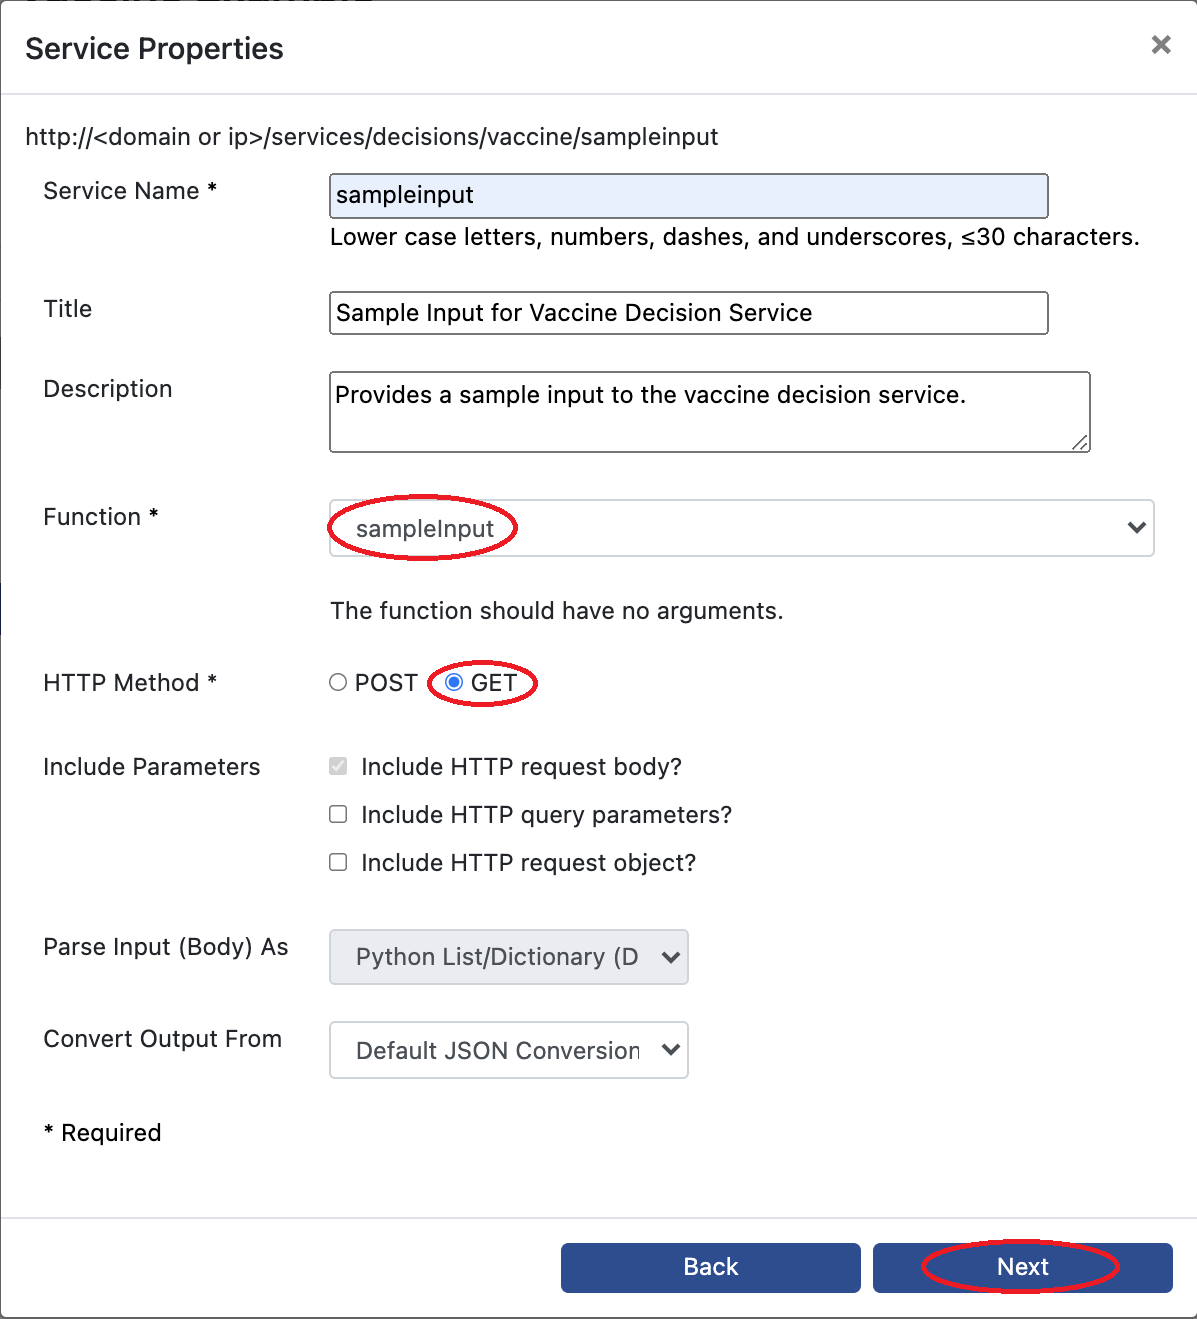 Service Properties
http://<domain or ip>/services/decisions/vaccine/sampleinput
Service Name *
sampleinput
Lower case letters, numbers, dashes, and underscores, ≤30 characters.
Title
Sample Input for Vaccine Decision Service
Description
Provides a sample input to the vaccine decision service.
Function *
sampleInput
The function should have no arguments.
HTTP Method *
POST GET
Include Parameters
Include HTTP request body?
Include HTTP query parameters?
Include HTTP request object?
Parse Input (Body) As
Python List/Dictionary (D
Convert Output From
Default JSON Conversion
* Required
Back
Next